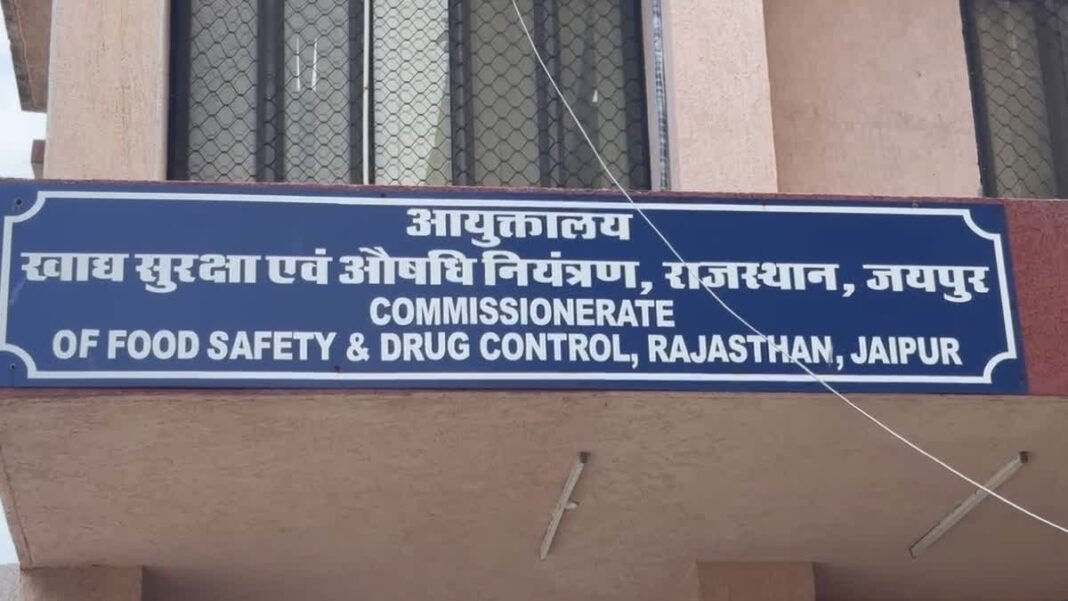 आयुक्तालय
खाद्य सुरक्षा एवं औषधि नियंत्रण, राजस्थान, जयपुर
COMMISSIONERATE
OF FOOD SAFETY & DRUG CONTROL, RAJASTHAN, JAIPUR